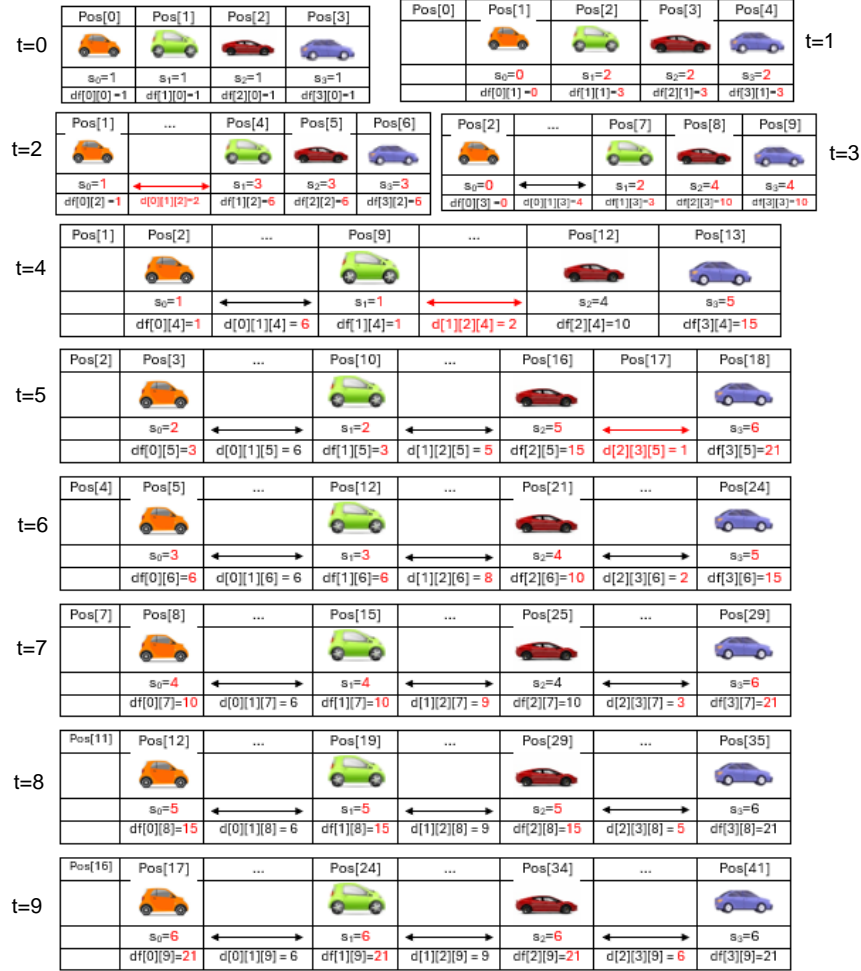 Pos[0] Pos[1] Pos[2] Pos[3]
t=0
s₀=1 s₁=1 s₂=1 s₃=1
df[0][0]=1 df[1][0]=1 df[2][0]=1 df[3][0]=1
Pos[0] Pos[1] Pos[2] Pos[3] Pos[4]
t=1
s₀=0 s₁=2 s₂=2 s₃=2
df[0][1]=0 df[1][1]=3 df[2][1]=3 df[3][1]=3
Pos[1] ... Pos[4] Pos[5] Pos[6]
t=2
s₀=1 s₁=3 s₂=3 s₃=3
df[0][2] =1 d[0][1][2]=2 df[1][2]=6 df[2][2]=6 df[3][2]=6
Pos[2] ... Pos[7] Pos[8] Pos[9]
t=3
s₀=0 s₁=2 s₂=4 s₃=4
df[0][3] =0 d[0][1][3]=4 df[1][3]=3 df[2][3]=10 df[3][3]=10
Pos[1] Pos[2] ... Pos[9] ... Pos[12] Pos[13]
t=4
s₀=1 s₁=1 s₂=4 s₃=5
df[0][4]=1 d[0][1][4] = 6 df[1][4]=1 d[1][2][4] = 2 df[2][4]=10 df[3][4]=15
Pos[2] Pos[3] ... Pos[10] ... Pos[16] Pos[17] Pos[18]
t=5
s₀=2 s₁=2 s₂=5 s₃=6
df[0][5]=3 d[0][1][5] = 6 df[1][5]=3 d[1][2][5] = 5 df[2][5]=15 d[2][3][5] = 1 df[3][5]=21
Pos[4] Pos[5] ... Pos[12] ... Pos[21] ... Pos[24]
t=6
s₀=3 s₁=3 s₂=4 s₃=5
df[0][6]=6 d[0][1][6] = 6 df[1][6]=6 d[1][2][6] = 8 df[2][6]=10 d[2][3][6] = 2 df[3][6]=15
Pos[7] Pos[8] ... Pos[15] ... Pos[25] ... Pos[29]
t=7
s₀=4 s₁=4 s₂=4 s₃=6
df[0][7]=10 d[0][1][7] = 6 df[1][7]=10 d[1][2][7] = 9 df[2][7]=10 d[2][3][7] = 3 df[3][7]=21
Pos[11] Pos[12] ... Pos[19] ... Pos[29] ... Pos[35]
t=8
s₀=5 s₁=5 s₂=5 s₃=6
df[0][8]=15 d[0][1][8] = 6 df[1][8]=15 d[1][2][8] = 9 df[2][8]=15 d[2][3][8] = 5 df[3][8]=21
Pos[16] Pos[17] ... Pos[24] ... Pos[34] ... Pos[41]
t=9
s₀=6 s₁=6 s₂=6 s₃=6
df[0][9]=21 d[0][1][9] = 6 df[1][9]=21 d[1][2][9] = 9 df[2][9]=21 d[2][3][9] = 6 df[3][9]=21